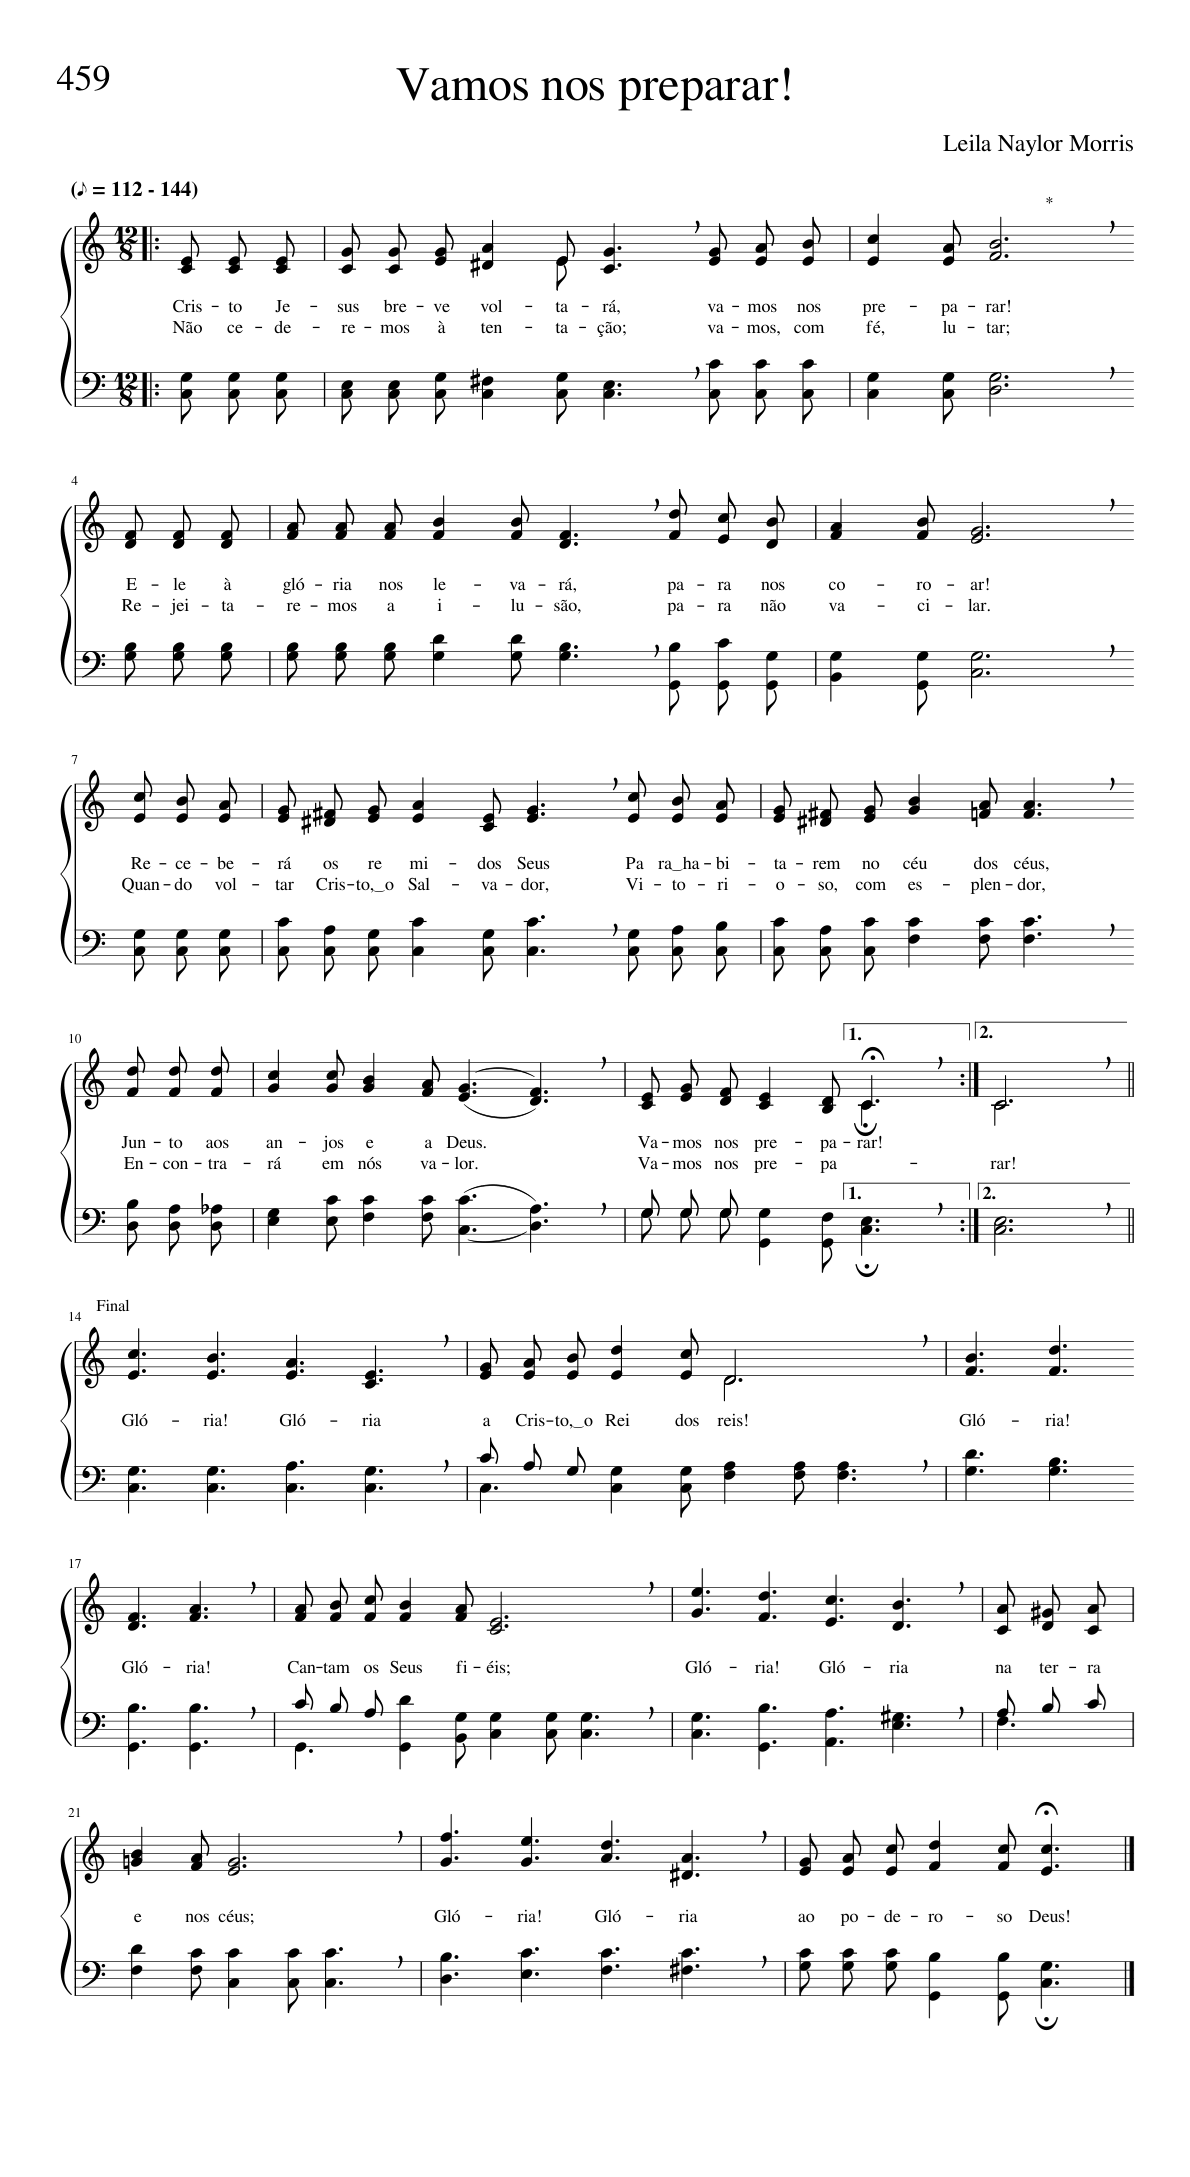 459
Vamos nos preparar!
Leila Naylor Morris
(♪ = 112 - 144)
*
12 8
Cris - to Je - sus bre - ve vol - ta - rá, va - mos nos pre - pa - rar!
Não ce - de - re - mos à ten - ta - ção; va - mos, com fé, lu - tar;
12 8
4
E - le à gló - ria nos le - va - rá, pa - ra nos co - ro - ar!
Re - jei - ta - re - mos a i - lu - são, pa - ra não va - ci - lar.
7
Re - ce - be - rá os re mi - dos Seus Pa ra_ha - bi - ta - rem no céu dos céus,
Quan - do vol - tar Cris - to,_o Sal - va - dor, Vi - to - ri - o - so, com es - plen - dor,
10
1. 2.
Jun - to aos an - jos e a Deus. Va - mos nos pre - pa - rar!
En - con - tra - rá em nós va - lor. Va - mos nos pre - pa - rar!
1. 2.
Final
14
Gló - ria! Gló - ria a Cris - to,_o Rei dos reis! Gló - ria!
17
Gló - ria! Can - tam os Seus fi - éis; Gló - ria! Gló - ria na ter - ra
21
e nos céus; Gló - ria! Gló - ria ao po - de - ro - so Deus!